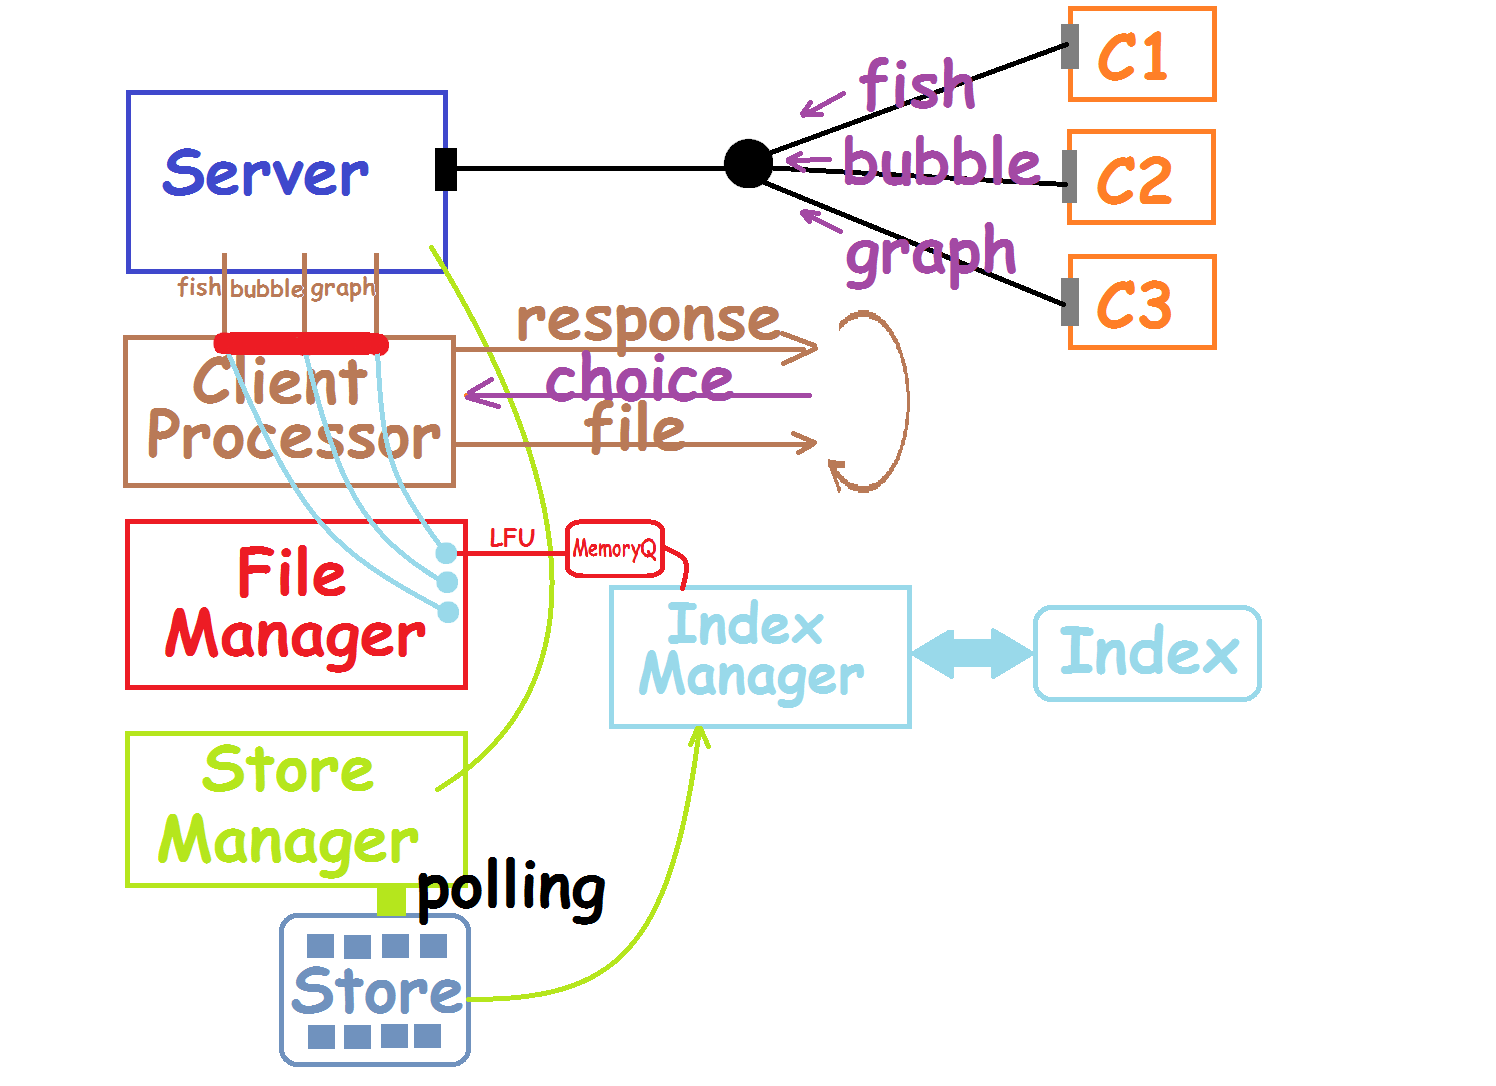 C1
fish
Server
bubble
C2
graph
C3
fish
bubble
graph
response
Client
Processor
choice
file
LFU
MemoryQ
File
Manager
Index
Manager
Index
Store
Manager
polling
Store